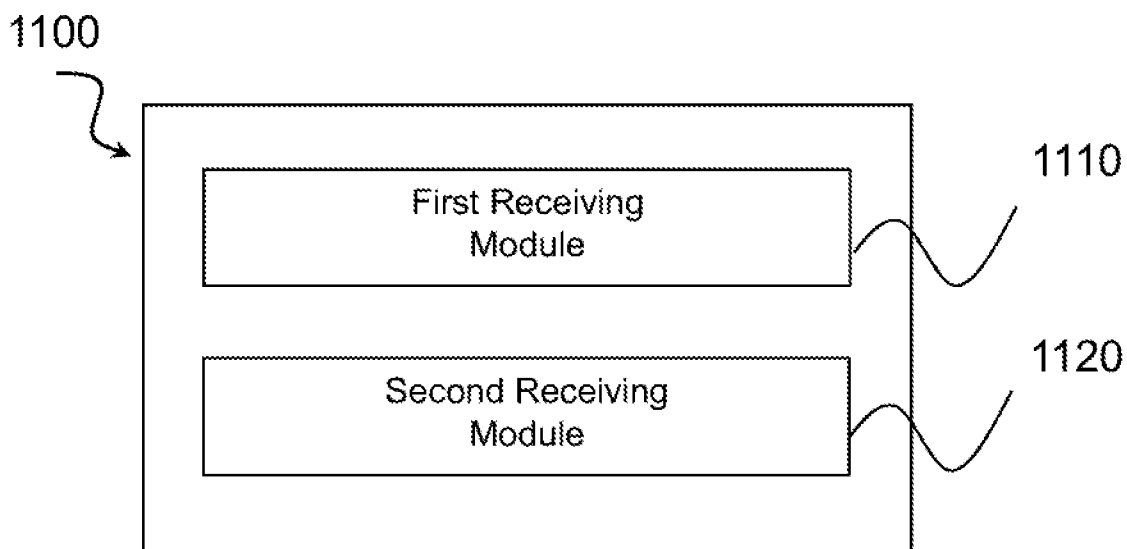 1100
1110
First Receiving
Module
1120
Second Receiving
Module